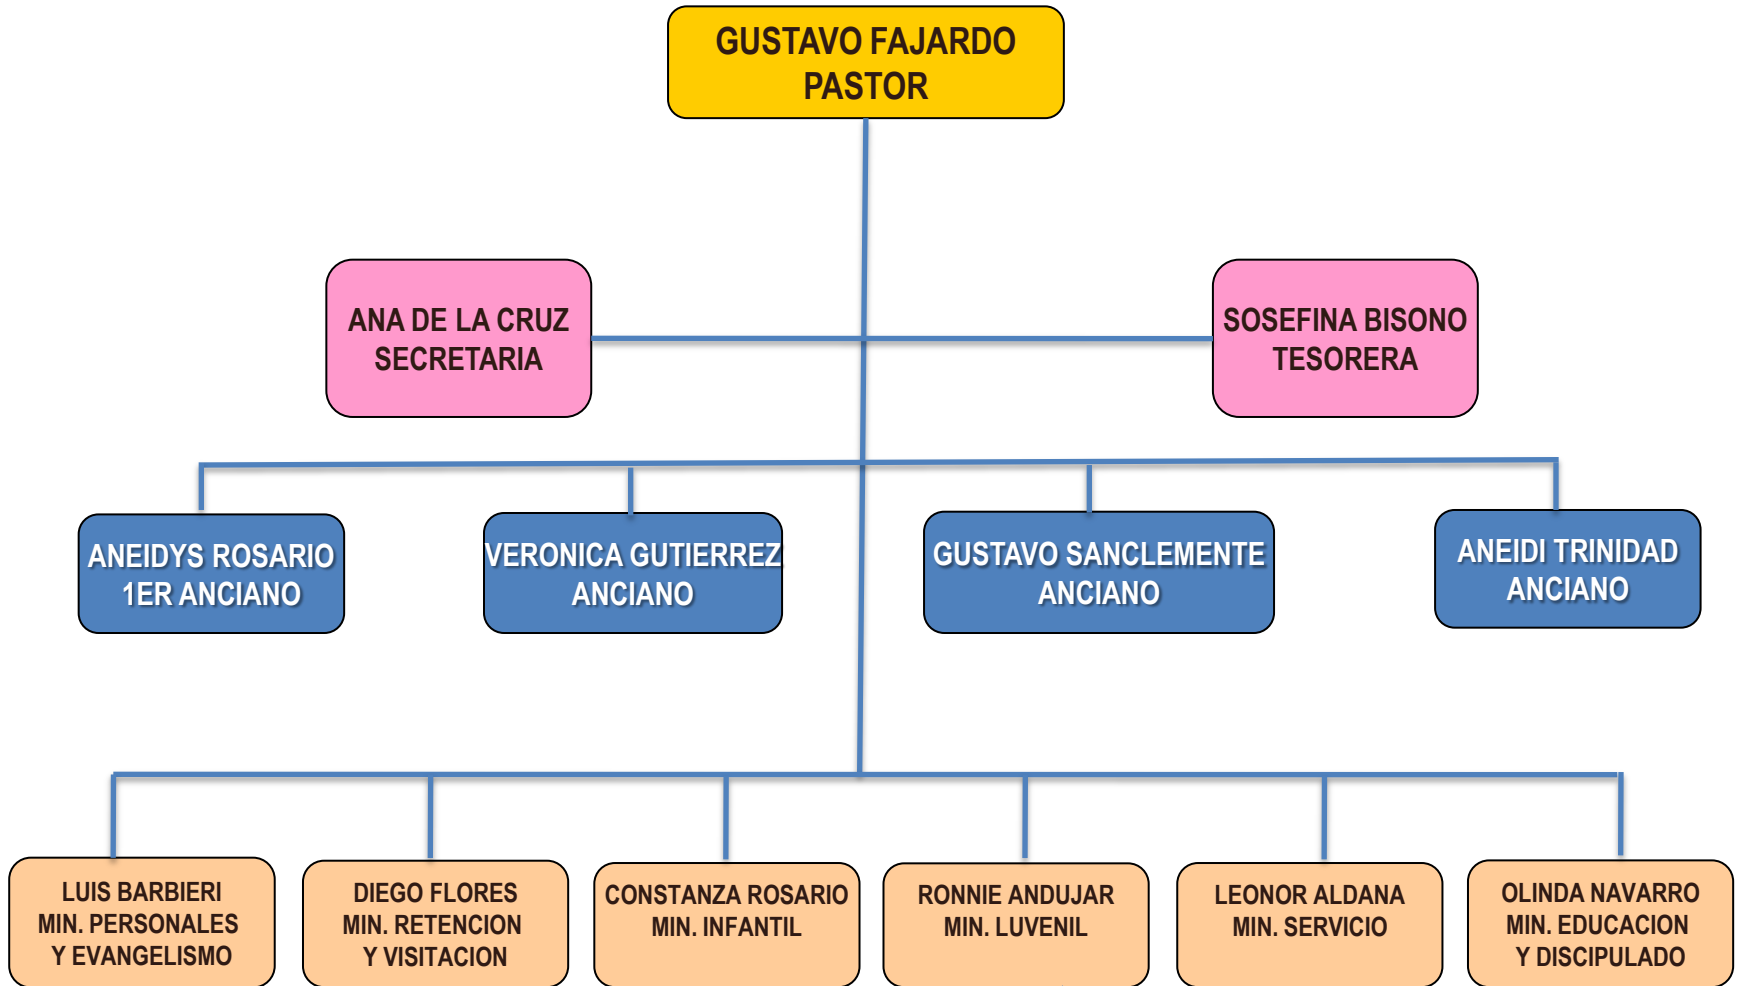 GUSTAVO FAJARDO
PASTOR
ANA DE LA CRUZ
SECRETARIA
SOSEFINA BISONO
TESORERA
ANEIDYS ROSARIO
1ER ANCIANO
VERONICA GUTIERREZ
ANCIANO
GUSTAVO SANCLEMENTE
ANCIANO
ANEIDI TRINIDAD
ANCIANO
LUIS BARBIERI
MIN. PERSONALES
Y EVANGELISMO
DIEGO FLORES
MIN. RETENCION
Y VISITACION
CONSTANZA ROSARIO
MIN. INFANTIL
RONNIE ANDUJAR
MIN. LUVENIL
LEONOR ALDANA
MIN. SERVICIO
OLINDA NAVARRO
MIN. EDUCACION
Y DISCIPULADO